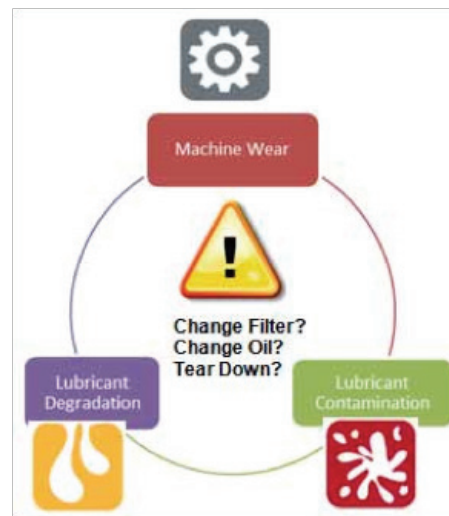 Machine Wear
!
Change Filter?
Change Oil?
Tear Down?
Lubricant
Degradation
Lubricant
Contamination